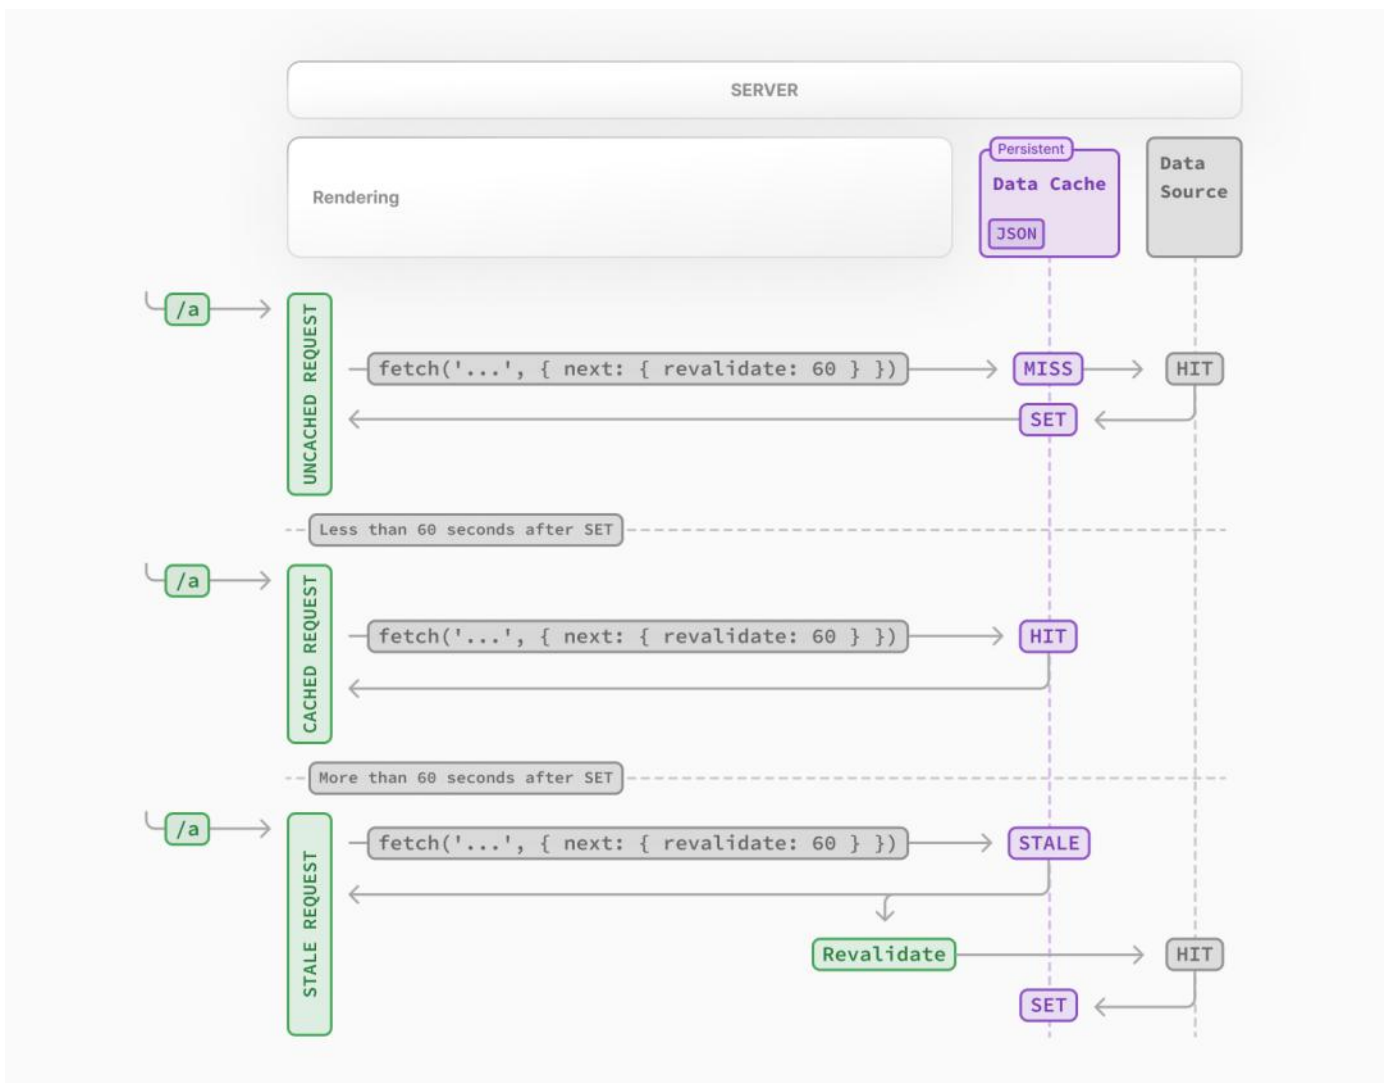 SERVER
Rendering
Persistent
Data Cache
JSON
Data
Source
/a
UNCACHED REQUEST
fetch('...', { next: { revalidate: 60 } })
MISS
HIT
SET
Less than 60 seconds after SET
/a
CACHED REQUEST
fetch('...', { next: { revalidate: 60 } })
HIT
More than 60 seconds after SET
/a
STALE REQUEST
fetch('...', { next: { revalidate: 60 } })
STALE
Revalidate
HIT
SET